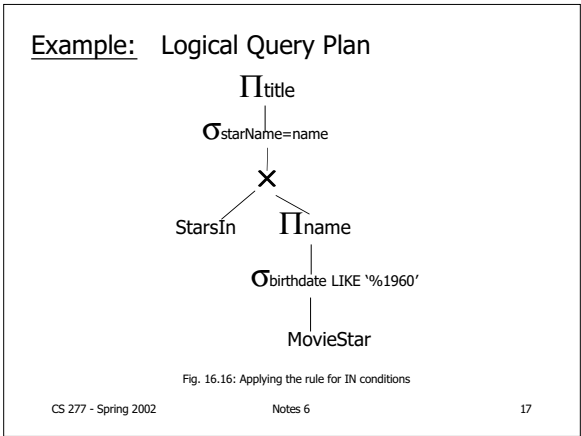 Example: Logical Query Plan
Πtitle
σstarName=name
×
StarsIn Πname
σbirthdate LIKE ‘%1960’
MovieStar
Fig. 16.16: Applying the rule for IN conditions
CS 277 - Spring 2002 Notes 6 17